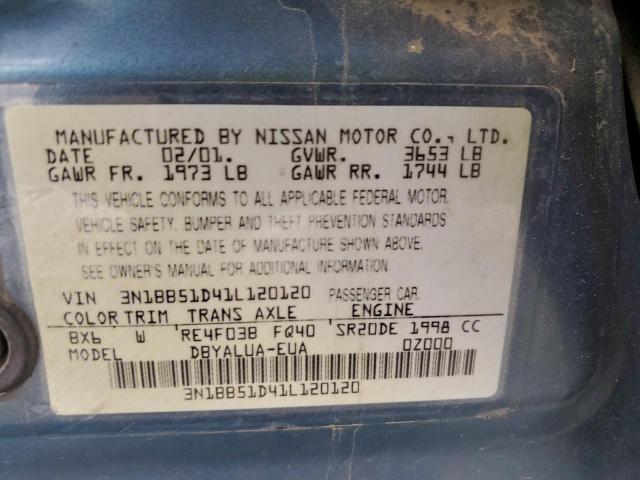 MANUFACTURED BY NISSAN MOTOR CO., LTD.
DATE 02/01. GVWR. 3653 LB
GAWR FR. 1973 LB GAWR RR. 1744 LB
THIS VEHICLE CONFORMS TO ALL APPLICABLE FEDERAL MOTOR.
VEHICLE SAFETY, BUMPER AND THEFT PREVENTION STANDARDS
IN EFFECT ON THE DATE OF MANUFACTURE SHOWN ABOVE.
SEE OWNER'S MANUAL FOR ADDITIONAL INFORMATION.
VIN 3N1BB51D41L120120 PASSENGER CAR.
COLOR TRIM TRANS AXLE ENGINE
BX6 W RE4F03B FQ40 SR20DE 1998 CC
MODEL DBYALUA-EUA 0Z000
3N1BB51D41L120120